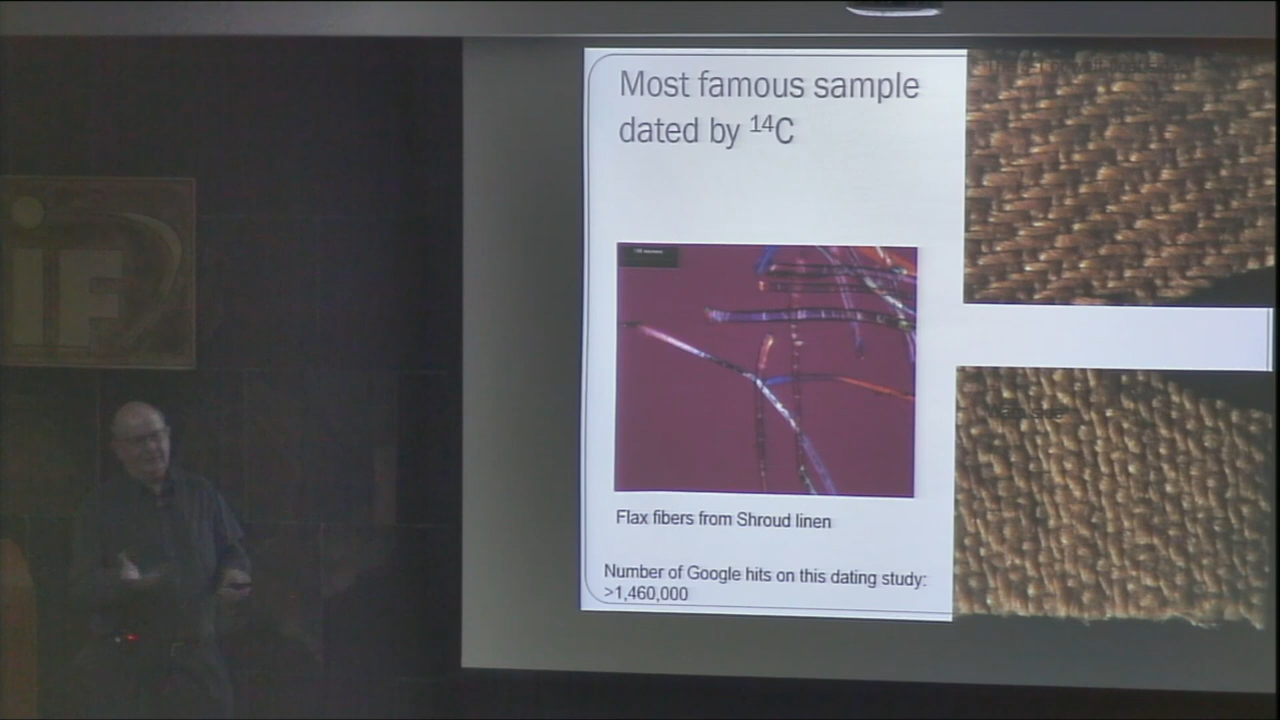 Most famous sample
dated by ¹⁴C
iF
Flax fibers from Shroud linen
Number of Google hits on this dating study:
>1,460,000